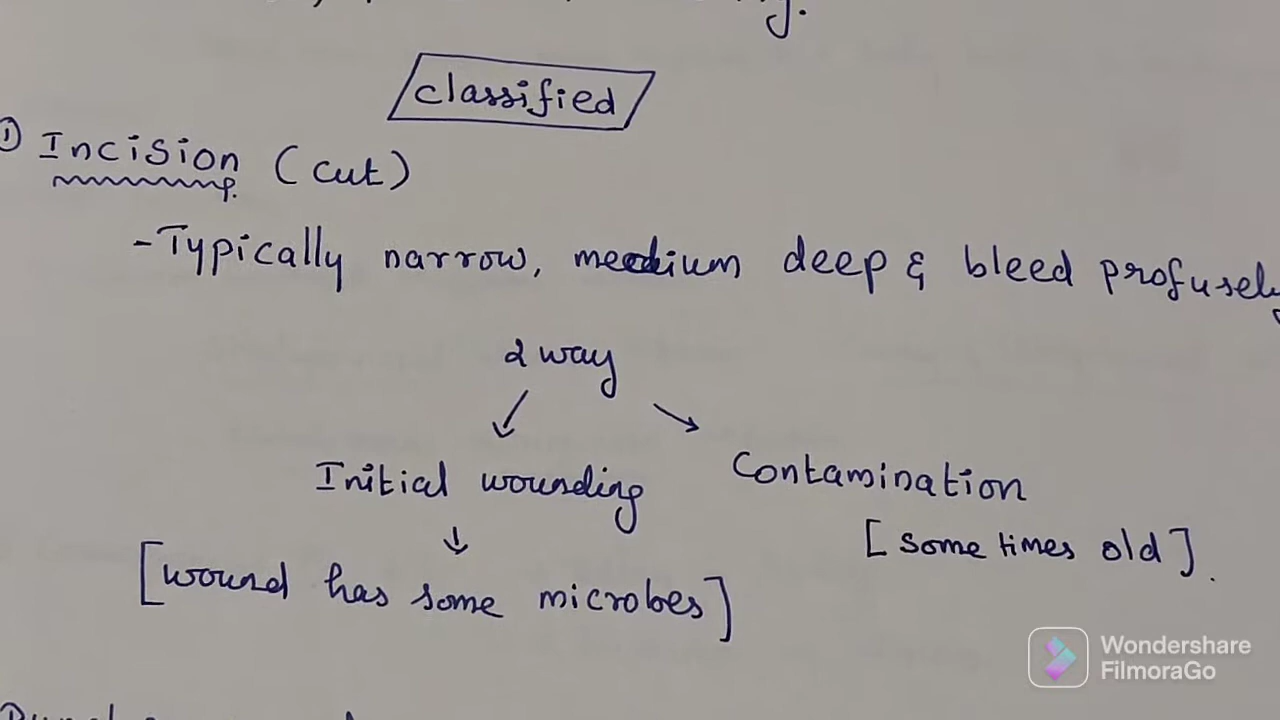 classified
① Incision (cut)
- Typically narrow, medium deep & bleed profusely
2 way
Initial wounding
Contamination
[some times old].
[wound has some microbes]
Wondershare
FilmoraGo